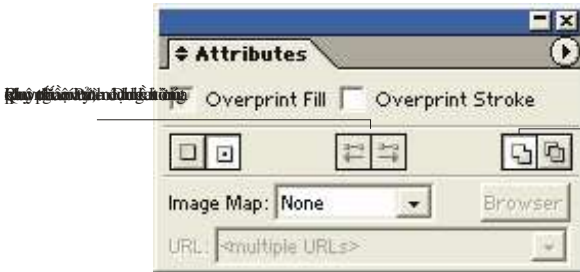 Attributes
Overprint Fill Overprint Stroke
Image Map: None Browser
URL: <multiple URLs>